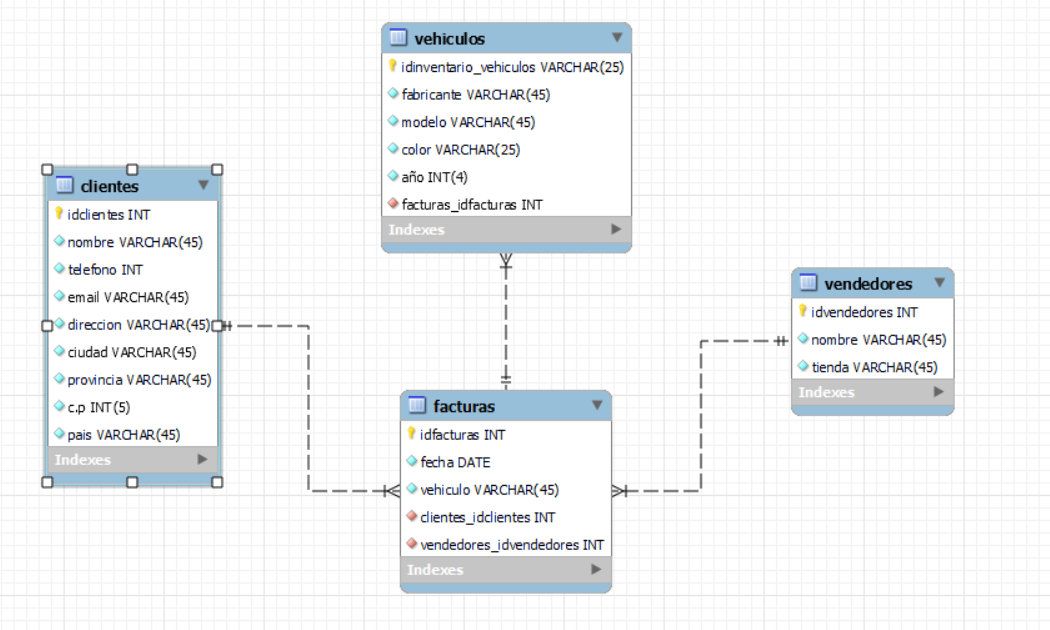 vehiculos
idinventario_vehiculos VARCHAR(25)
fabricante VARCHAR(45)
modelo VARCHAR(45)
color VARCHAR(25)
año INT(4)
facturas_idfacturas INT
Indexes
clientes
idclientes INT
nombre VARCHAR(45)
telefono INT
email VARCHAR(45)
direccion VARCHAR(45)
ciudad VARCHAR(45)
provincia VARCHAR(45)
c.p INT(5)
pais VARCHAR(45)
Indexes
vendedores
idvendedores INT
nombre VARCHAR(45)
tienda VARCHAR(45)
Indexes
facturas
idfacturas INT
fecha DATE
vehiculo VARCHAR(45)
clientes_idclientes INT
vendedores_idvendedores INT
Indexes